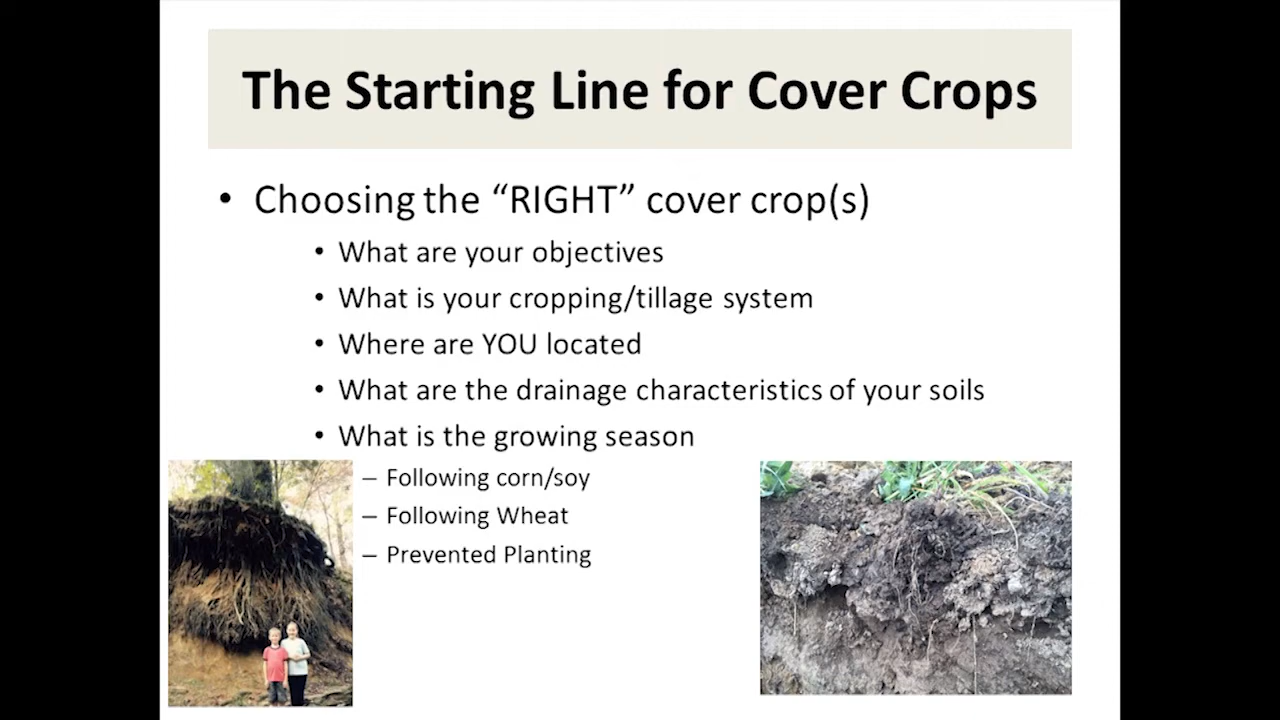 The Starting Line for Cover Crops
• Choosing the “RIGHT” cover crop(s)
• What are your objectives
• What is your cropping/tillage system
• Where are YOU located
• What are the drainage characteristics of your soils
• What is the growing season
– Following corn/soy
– Following Wheat
– Prevented Planting